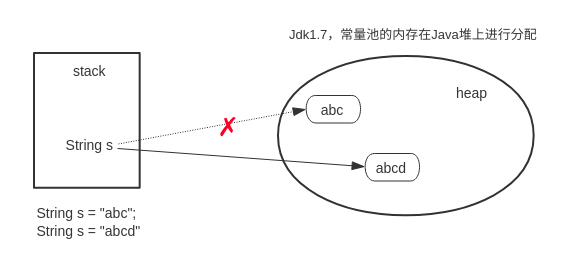 Jdk1.7，常量池的内存在Java堆上进行分配
stack
heap
abc
String s
abcd
String s = "abc";
String s = "abcd"